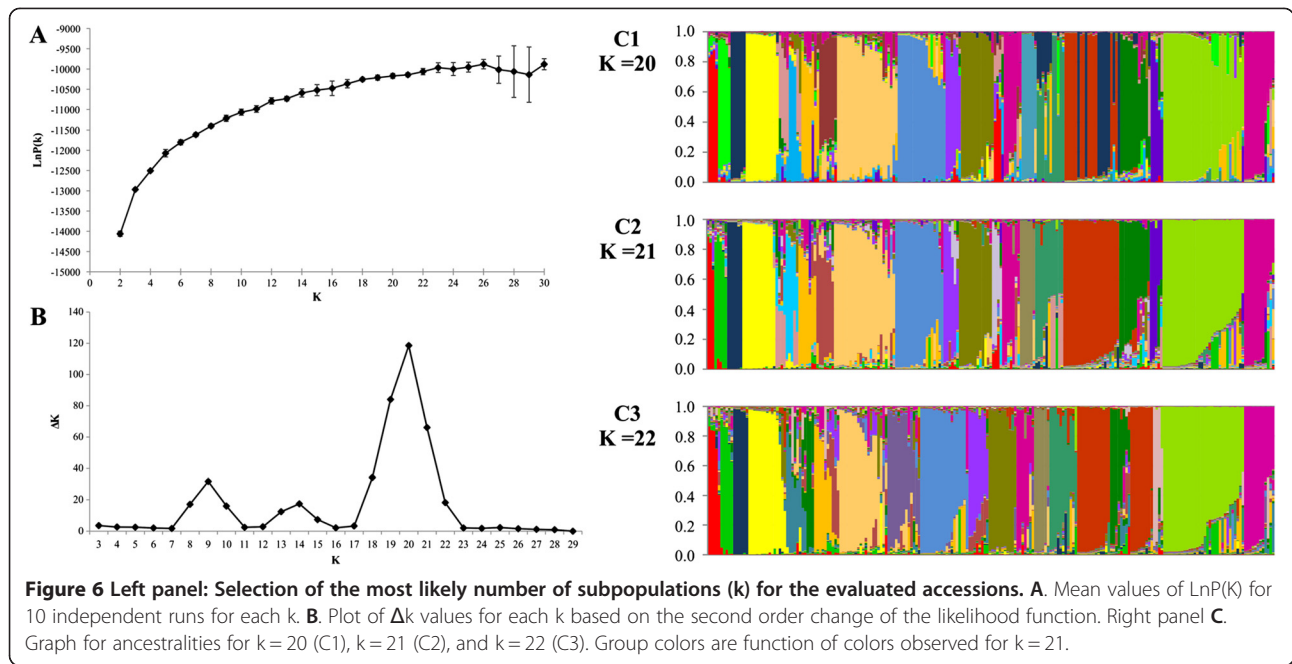 A
-9000
-9500
-10000
-10500
-11000
-11500
-12000
-12500
-13000
-13500
-14000
-14500
-15000
LnP(k)
0 2 4 6 8 10 12 14 16 18 20 22 24 26 28 30
K
B
140
120
100
80
60
40
20
0
ΔK
3 4 5 6 7 8 9 10 11 12 13 14 15 16 17 18 19 20 21 22 23 24 25 26 27 28 29
K
C1
K =20
1.0
0.8
0.6
0.4
0.2
0.0
C2
K =21
1.0
0.8
0.6
0.4
0.2
0.0
C3
K =22
1.0
0.8
0.6
0.4
0.2
0.0
Figure 6 Left panel: Selection of the most likely number of subpopulations (k) for the evaluated accessions. A. Mean values of LnP(K) for
10 independent runs for each k. B. Plot of Δk values for each k based on the second order change of the likelihood function. Right panel C.
Graph for ancestralities for k = 20 (C1), k = 21 (C2), and k = 22 (C3). Group colors are function of colors observed for k = 21.